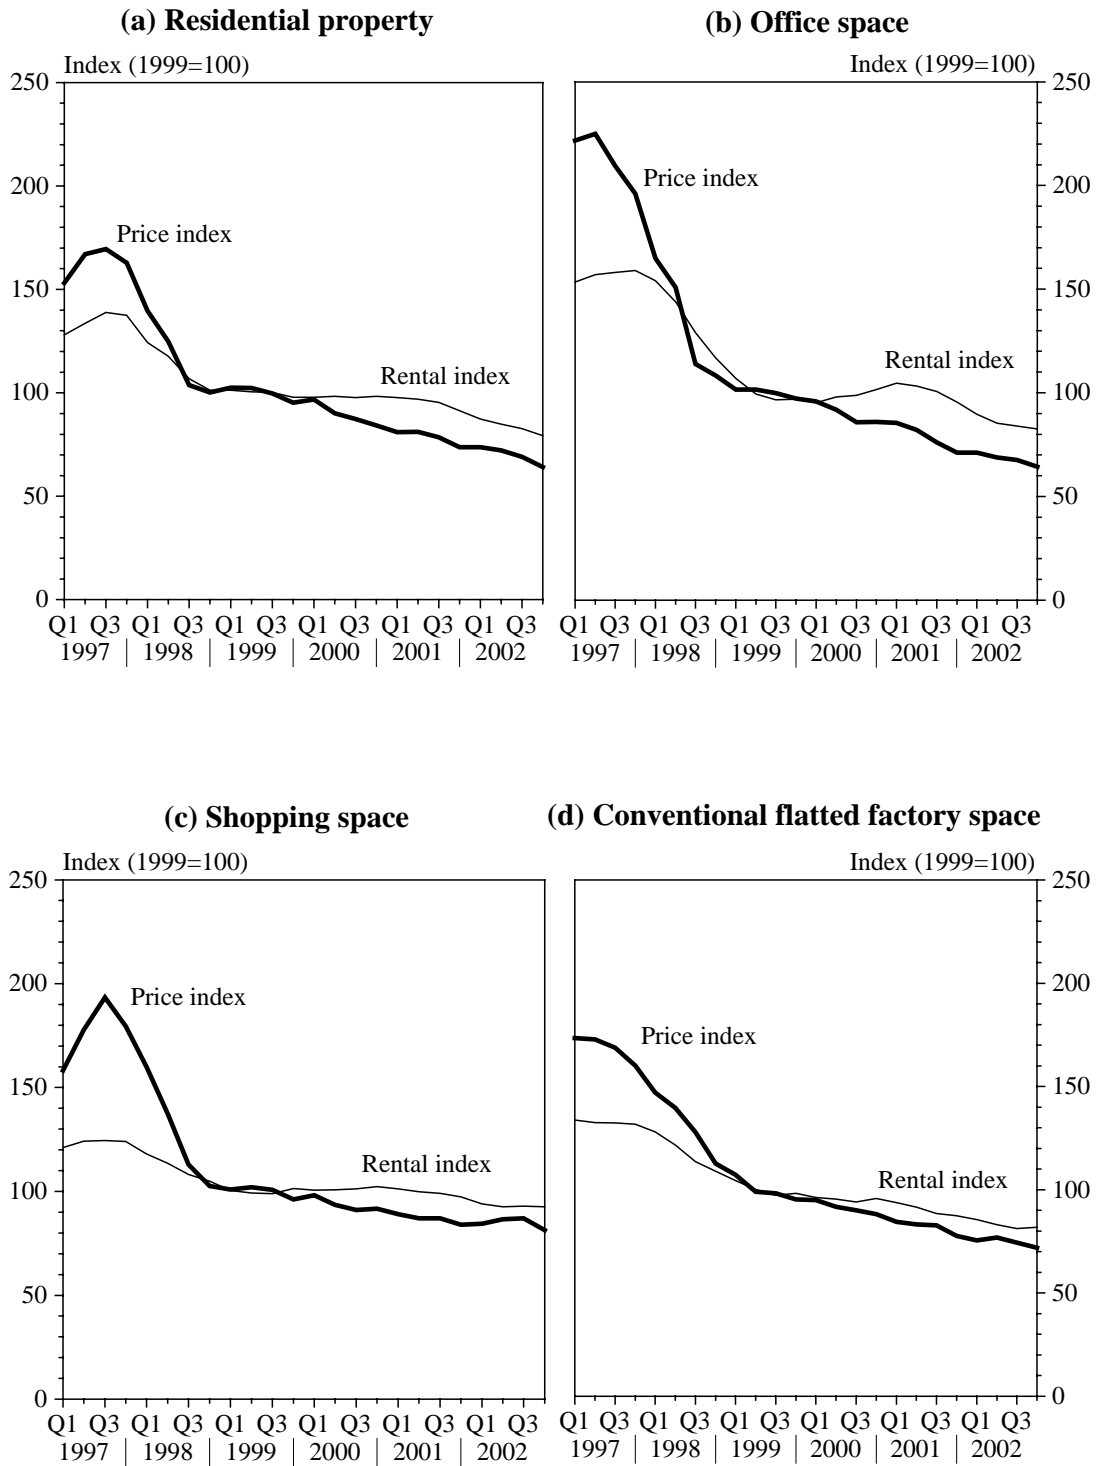 (a) Residential property
Index (1999=100)
250
200
150
100
50
0
Price index
Rental index
Q1 Q3 Q1 Q3 Q1 Q3 Q1 Q3 Q1 Q3 Q1 Q3
1997 1998 1999 2000 2001 2002
(b) Office space
Index (1999=100)
250
200
150
100
50
0
Price index
Rental index
Q1 Q3 Q1 Q3 Q1 Q3 Q1 Q3 Q1 Q3 Q1 Q3
1997 1998 1999 2000 2001 2002
(c) Shopping space
Index (1999=100)
250
200
150
100
50
0
Price index
Rental index
Q1 Q3 Q1 Q3 Q1 Q3 Q1 Q3 Q1 Q3 Q1 Q3
1997 1998 1999 2000 2001 2002
(d) Conventional flatted factory space
Index (1999=100)
250
200
150
100
50
0
Price index
Rental index
Q1 Q3 Q1 Q3 Q1 Q3 Q1 Q3 Q1 Q3 Q1 Q3
1997 1998 1999 2000 2001 2002